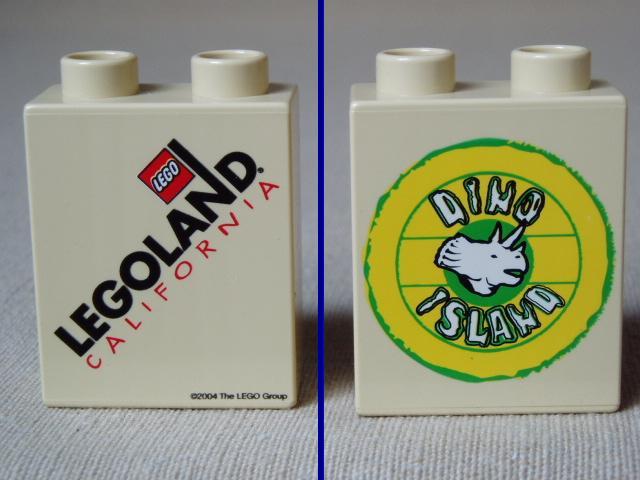 LEGO
LEGOLAND®
CALIFORNIA
©2004 The LEGO Group
DINO
ISLAND